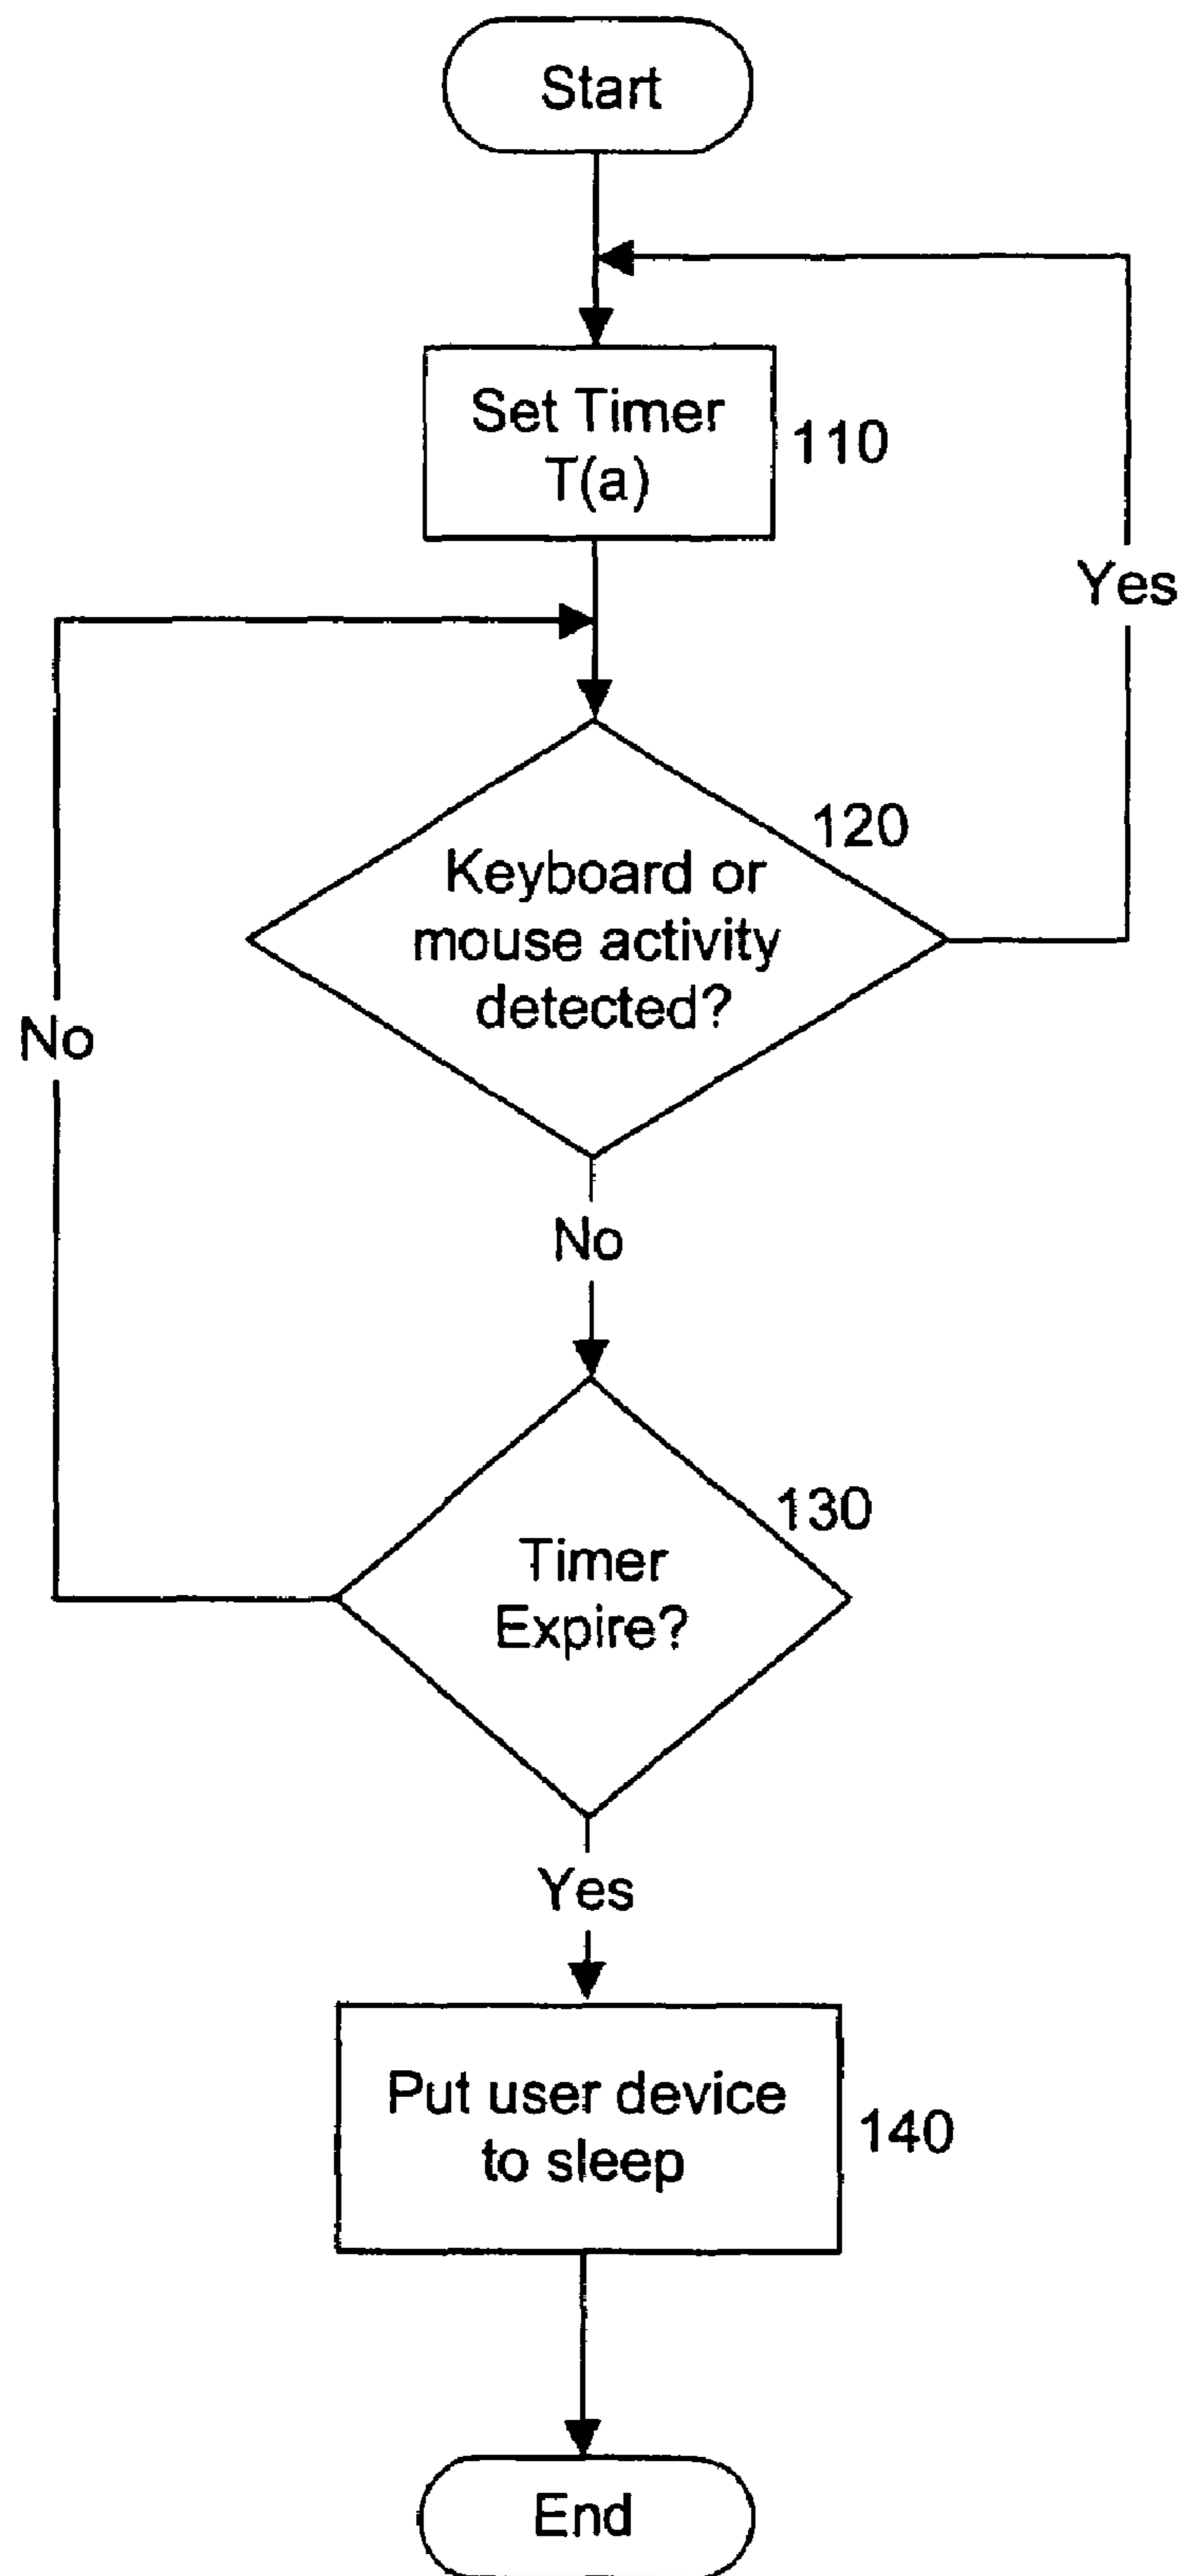 Start
Set Timer
T(a)
110
Yes
120
Keyboard or
mouse activity
detected?
No
No
130
Timer
Expire?
Yes
Put user device
to sleep
140
End